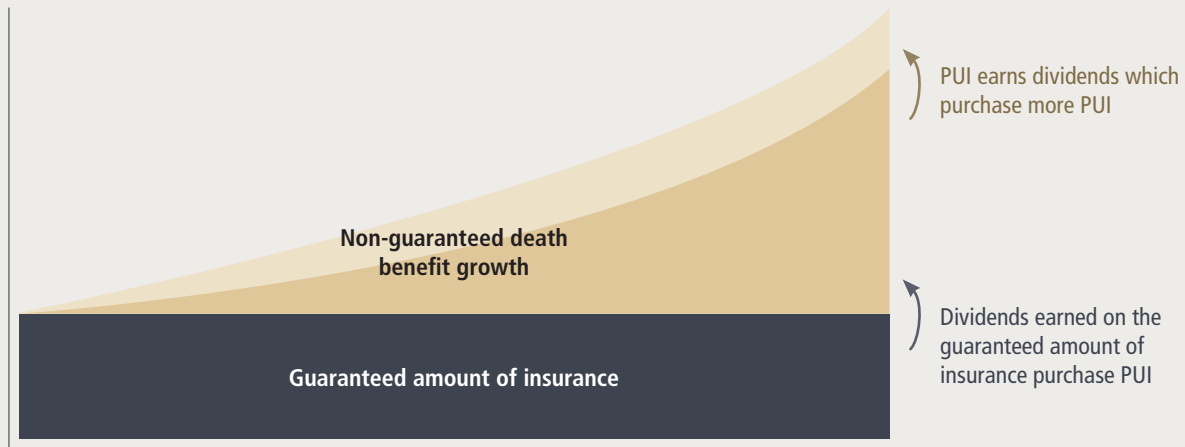 PUI earns dividends which
purchase more PUI
Non-guaranteed death
benefit growth
Dividends earned on the
guaranteed amount of
insurance purchase PUI
Guaranteed amount of insurance